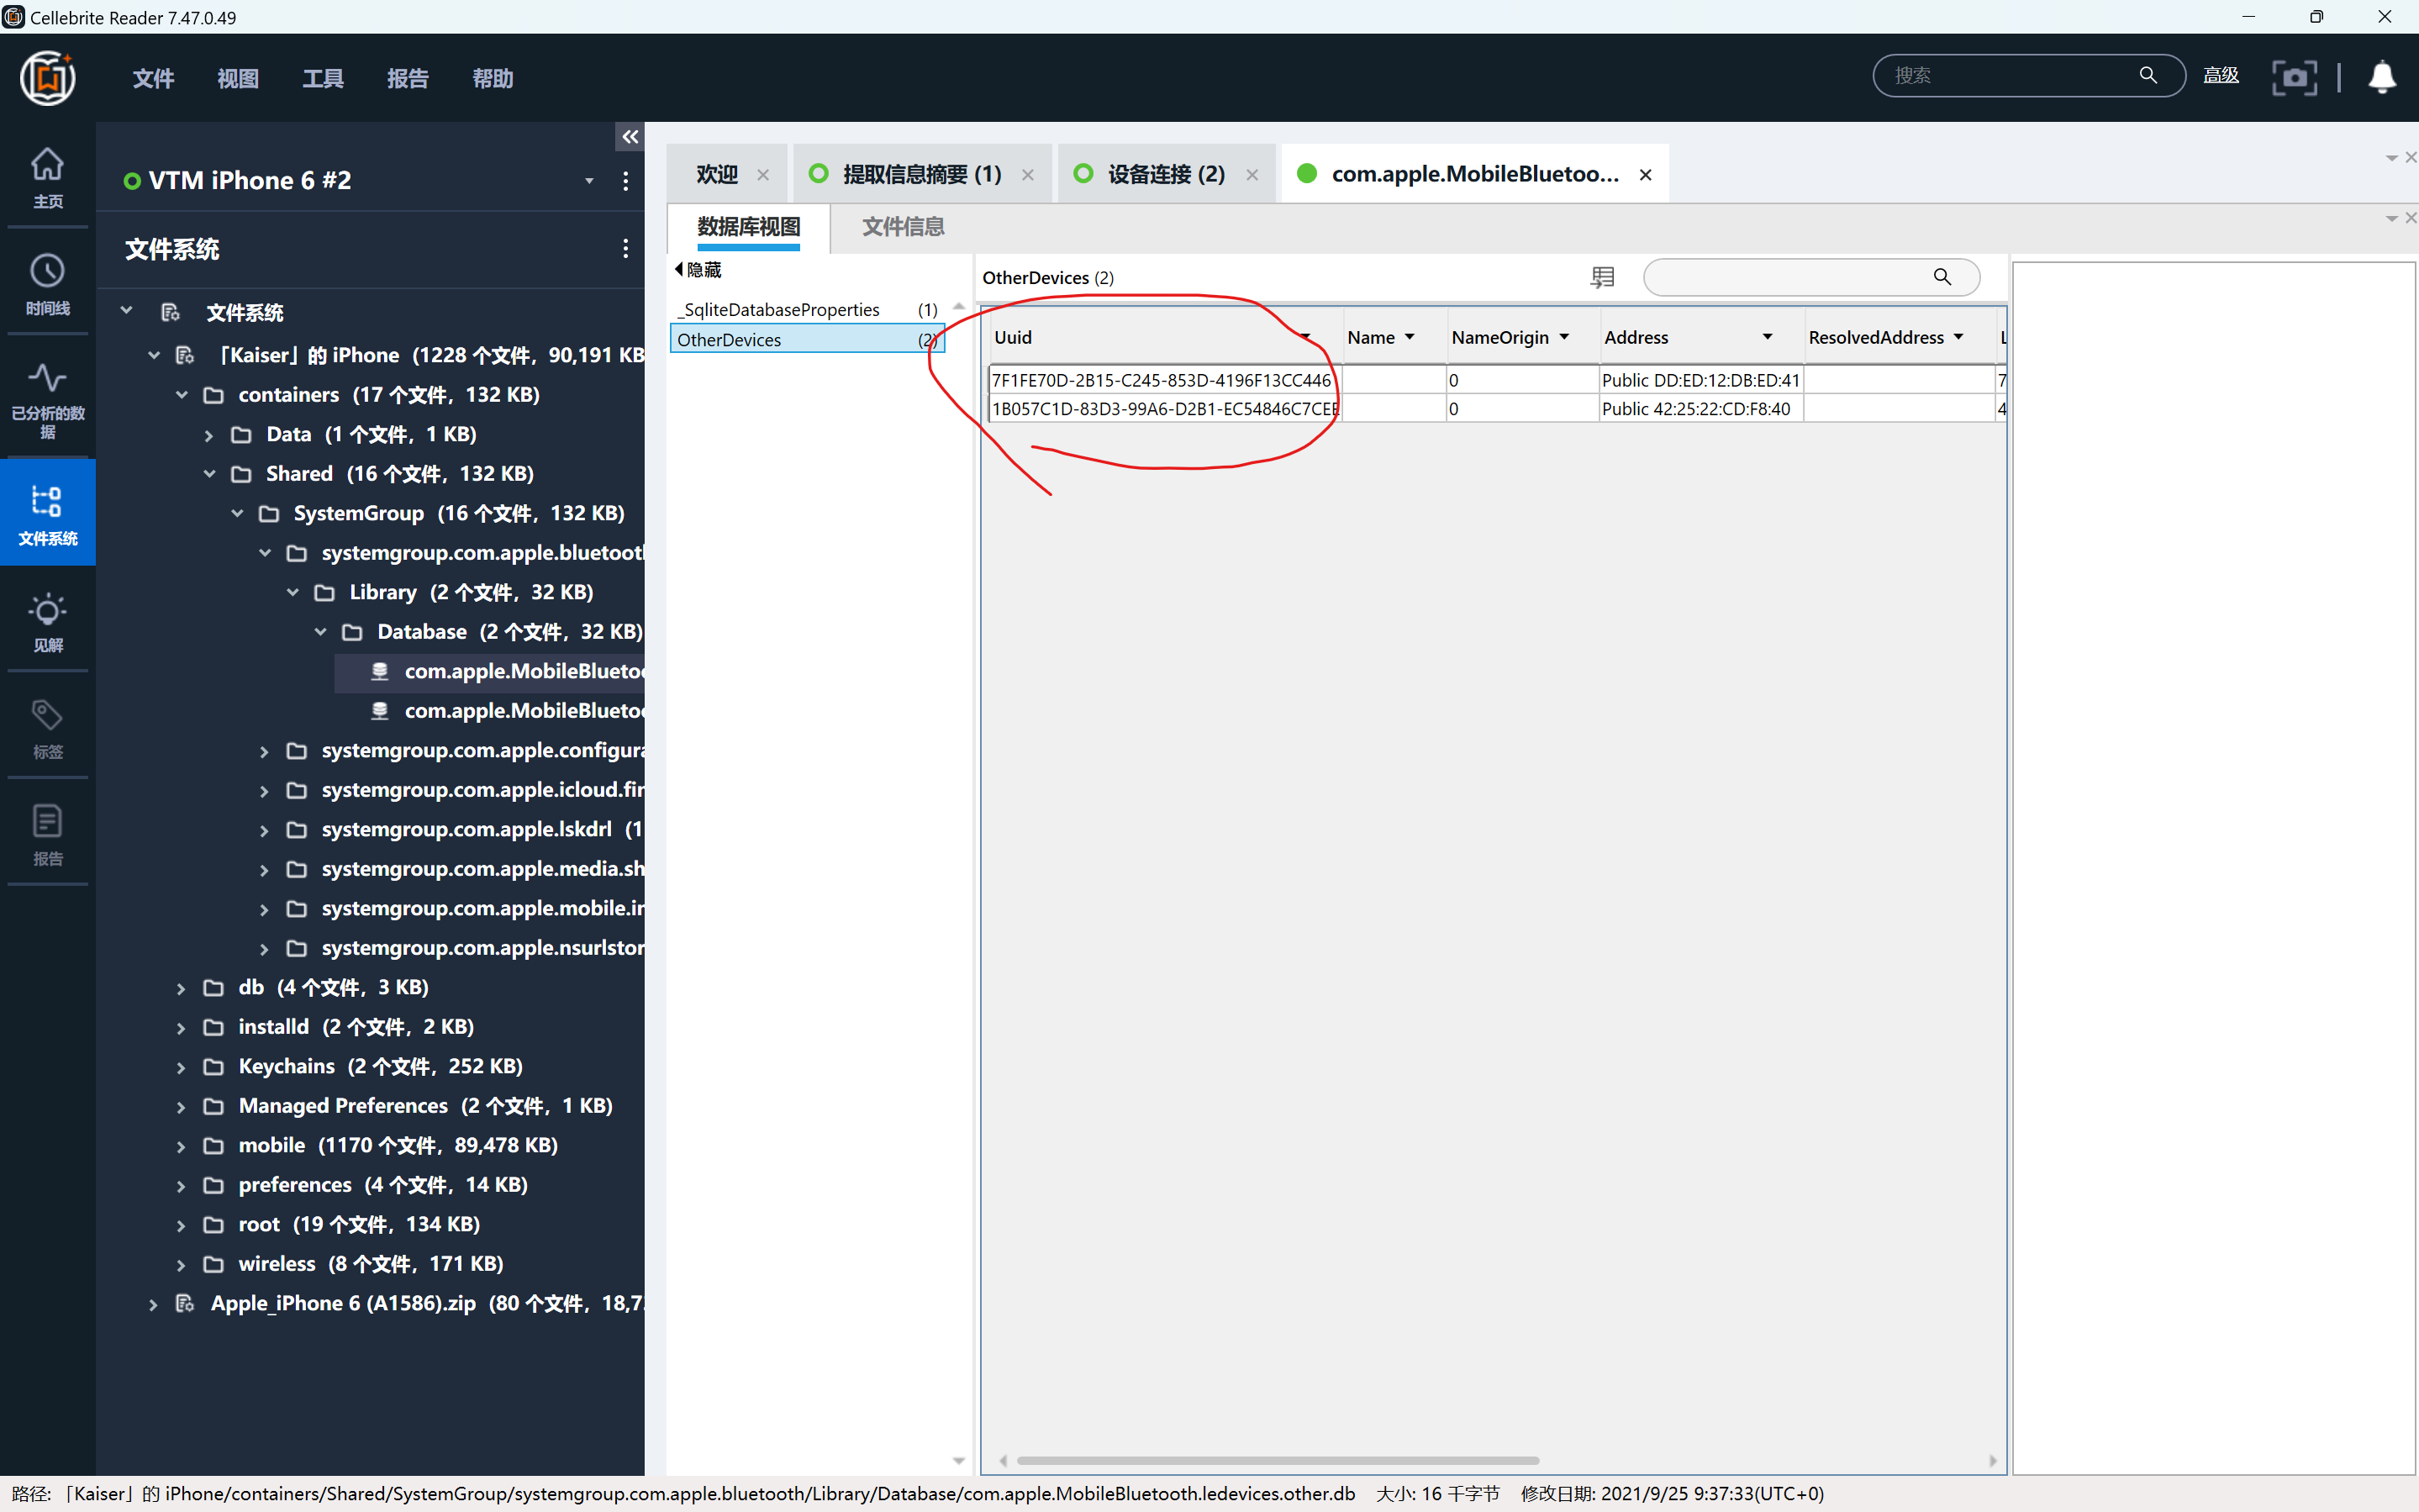 Cellebrite Reader 7.47.0.49
文件 视图 工具 报告 帮助
搜索 高级
主页
时间线
已分析的数
据
文件系统
见解
标签
报告
VTM iPhone 6 #2
文件系统
文件系统
「Kaiser」的 iPhone (1228 个文件, 90,191 KB
containers (17 个文件, 132 KB)
Data (1 个文件, 1 KB)
Shared (16 个文件, 132 KB)
SystemGroup (16 个文件, 132 KB)
systemgroup.com.apple.bluetooth
Library (2 个文件, 32 KB)
Database (2 个文件, 32 KB)
com.apple.MobileBluetoo
com.apple.MobileBluetoo
systemgroup.com.apple.configura
systemgroup.com.apple.icloud.fin
systemgroup.com.apple.lskdrl (1
systemgroup.com.apple.media.sh
systemgroup.com.apple.mobile.in
systemgroup.com.apple.nsurlstor
db (4 个文件, 3 KB)
installd (2 个文件, 2 KB)
Keychains (2 个文件, 252 KB)
Managed Preferences (2 个文件, 1 KB)
mobile (1170 个文件, 89,478 KB)
preferences (4 个文件, 14 KB)
root (19 个文件, 134 KB)
wireless (8 个文件, 171 KB)
Apple_iPhone 6 (A1586).zip (80 个文件, 18,7
欢迎 提取信息摘要 (1) 设备连接 (2) com.apple.MobileBluetoo...
数据库视图 文件信息
隐藏
_SqliteDatabaseProperties (1)
OtherDevices (2)
OtherDevices (2)
Uuid Name NameOrigin Address ResolvedAddress L
7F1FE70D-2B15-C245-853D-4196F13CC446 0 Public DD:ED:12:DB:ED:41 7
1B057C1D-83D3-99A6-D2B1-EC54846C7CEE 0 Public 42:25:22:CD:F8:40 4
路径: 「Kaiser」的 iPhone/containers/Shared/SystemGroup/systemgroup.com.apple.bluetooth/Library/Database/com.apple.MobileBluetooth.ledevices.other.db 大小: 16 千字节 修改日期: 2021/9/25 9:37:33(UTC+0)